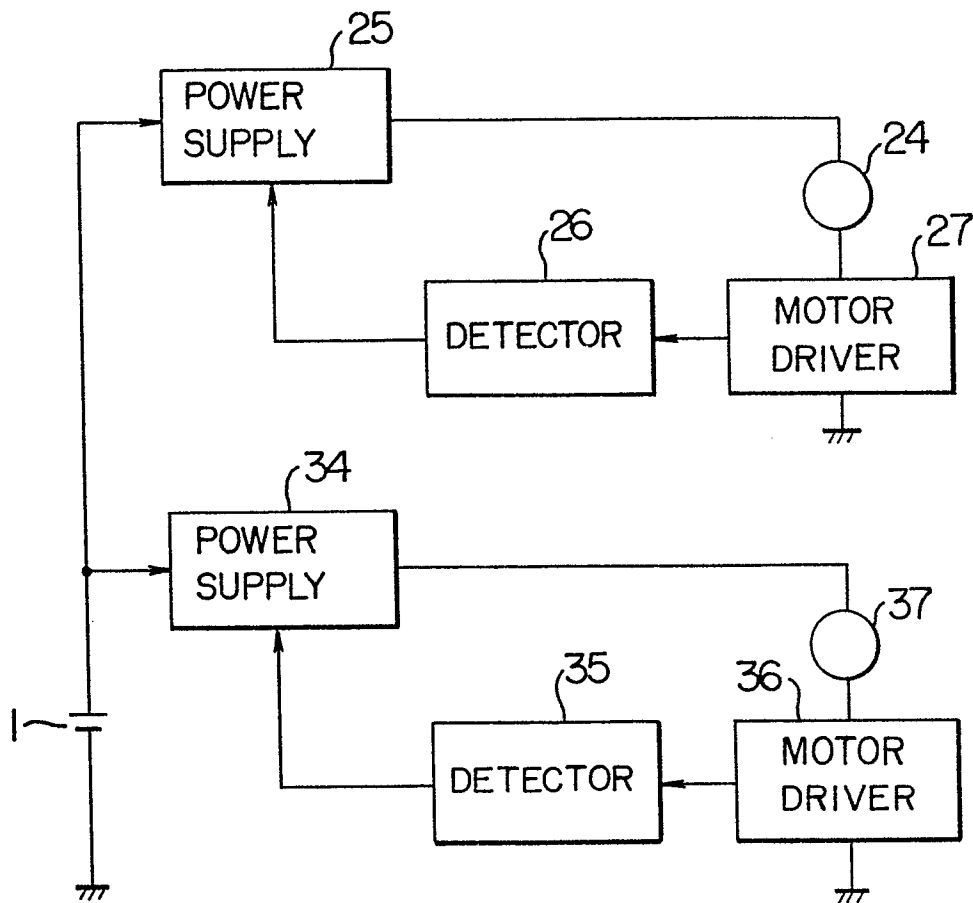 25
POWER
SUPPLY
24
26
27
DETECTOR
MOTOR
DRIVER
34
POWER
SUPPLY
37
35
36
1
DETECTOR
MOTOR
DRIVER